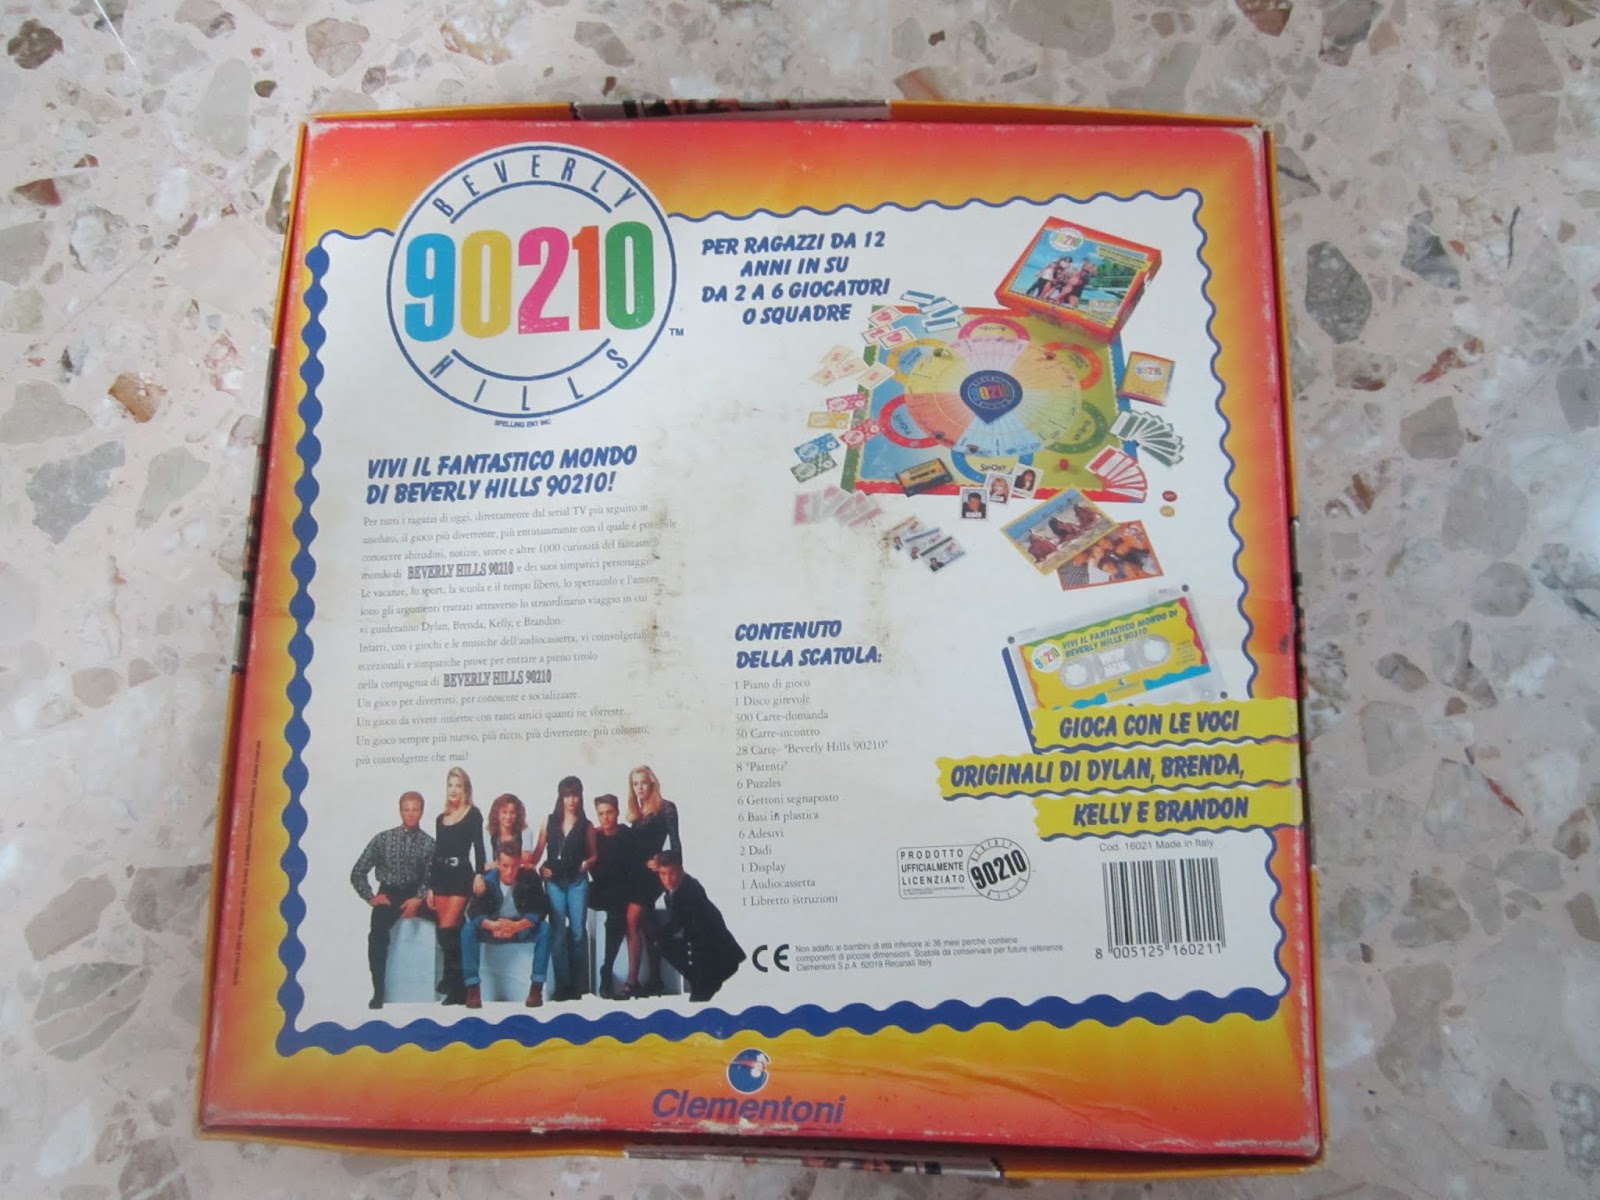 BEVERLY
90210
HILLS
TM
SPELLING ENT INC
PER RAGAZZI DA 12
ANNI IN SU
DA 2 A 6 GIOCATORI
O SQUADRE
VIVI IL FANTASTICO MONDO
DI BEVERLY HILLS 90210!
Per tutti i ragazzi di oggi, direttamente dal serial TV più seguito in
assoluto, il gioco più divertente, più entusiasmante con il quale è possibile
conoscere abitudini, notizie, storie e altre 1000 curiosità del fantastico
mondo di BEVERLY HILLS 90210 e dei suoi simpatici personaggi.
Le vacanze, lo sport, la scuola e il tempo libero, lo spettacolo e l'amore
sono gli argomenti trattati attraverso lo straordinario viaggio in cui
vi guideranno Dylan, Brenda, Kelly, e Brandon.
Infatti, con i giochi e le musiche dell'audiocassetta, vi coinvolgerà in
eccezionali e simpatiche prove per entrare a pieno titolo
nella compagnia di BEVERLY HILLS 90210
Un gioco per divertirsi, per conoscere e socializzare.
Un gioco da vivere insieme con tanti amici quanti ne vorreste.
Un gioco sempre più nuovo, più ricco, più divertente, più colorato,
più coinvolgente che mai!
CONTENUTO
DELLA SCATOLA:
1 Piano di gioco
1 Disco girevole
300 Carte-domanda
30 Carte-incontro
28 Carte- "Beverly Hills 90210"
8 "Patenti"
6 Puzzles
6 Gettoni segnaposto
6 Basi in plastica
6 Adesivi
2 Dadi
1 Display
1 Audiocassetta
1 Libretto istruzioni
SPORT
90210
VIVI IL FANTASTICO MONDO DI
BEVERLY HILLS 90210
Clementoni
GIOCA CON LE VOCI
ORIGINALI DI DYLAN, BRENDA,
KELLY E BRANDON
Cod. 16021 Made in Italy
PRODOTTO
UFFICIALMENTE
LICENZIATO
BEVERLY
90210
HILLS
8 005125 160211
CE
Non adatto ai bambini di età inferiore ai 36 mesi perché contiene
componenti di piccole dimensioni. Scatola da conservare per future referenze
Clementoni S.p.A. 62019 Recanati Italy
Clementoni